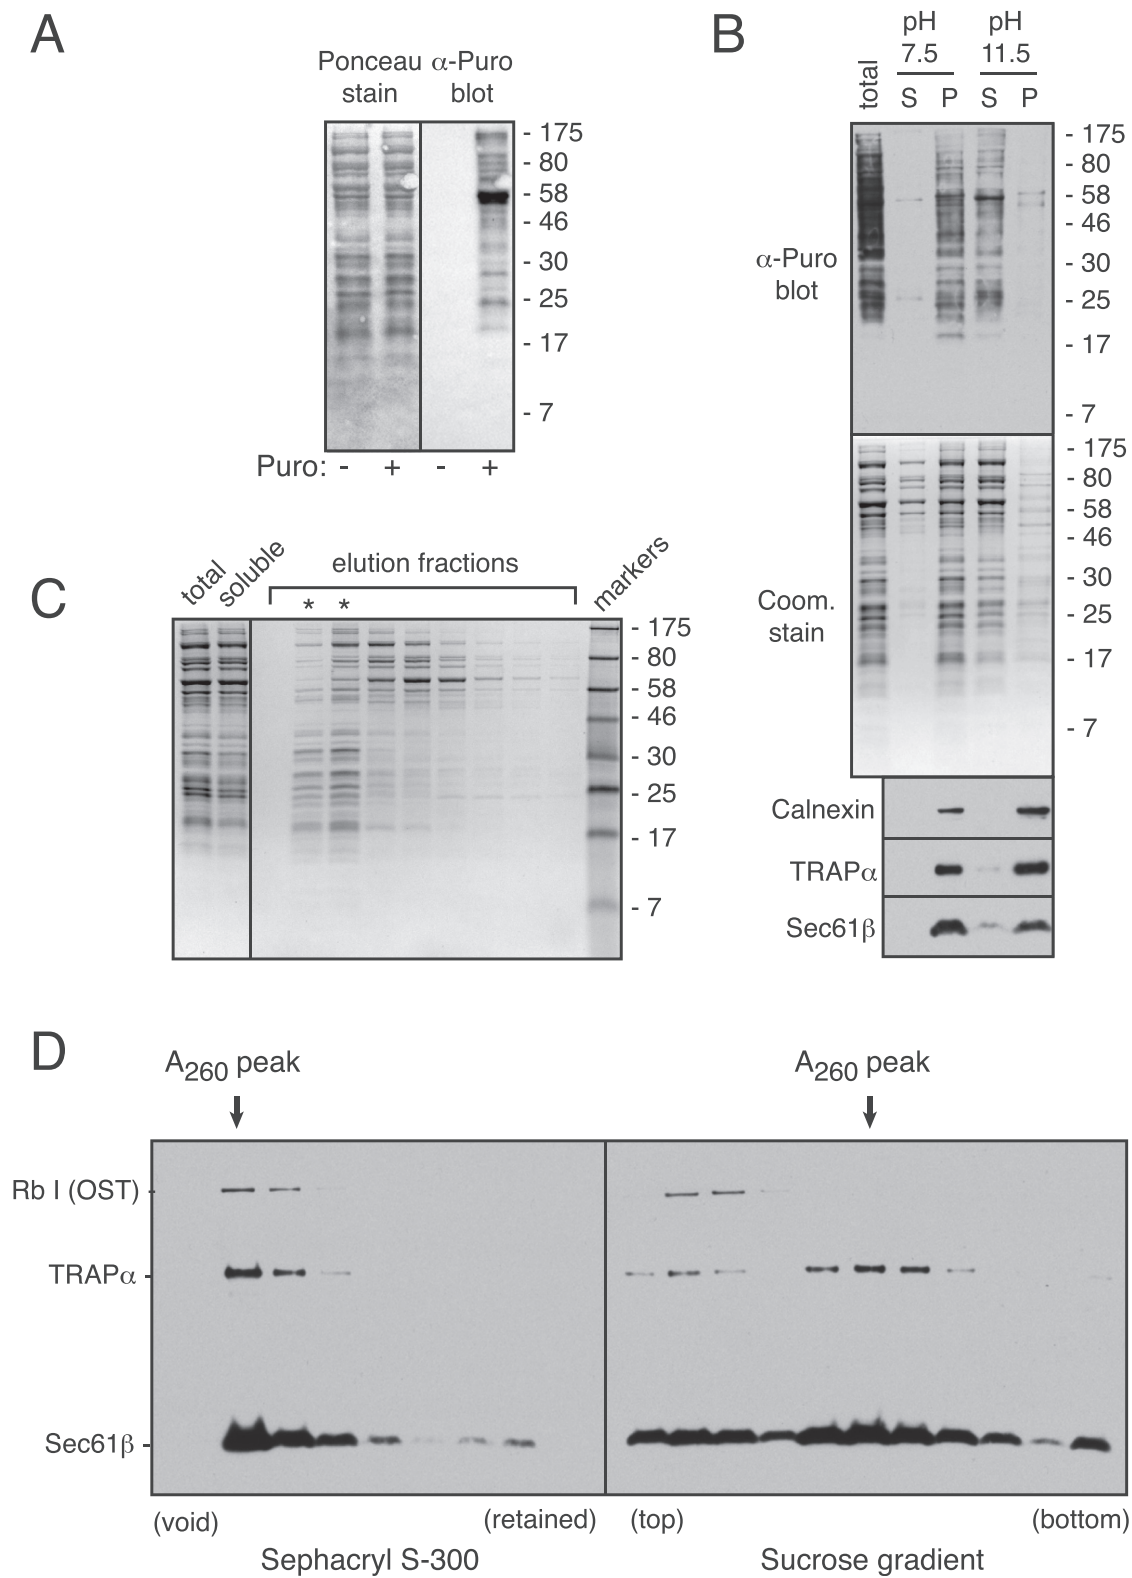 A
Ponceau α-Puro
stain blot
- 175
- 80
- 58
- 46
- 30
- 25
- 17
- 7
Puro: - + - +
B
pH pH
7.5 11.5
total S P S P
α-Puro
blot
- 175
- 80
- 58
- 46
- 30
- 25
- 17
- 7
Coom.
stain
- 175
- 80
- 58
- 46
- 30
- 25
- 17
- 7
Calnexin
TRAPα
Sec61β
C
total soluble elution fractions markers
* *
- 175
- 80
- 58
- 46
- 30
- 25
- 17
- 7
D
A260 peak A260 peak
Rb I (OST)
TRAPα
Sec61β
(void) (retained) (top) (bottom)
Sephacryl S-300 Sucrose gradient